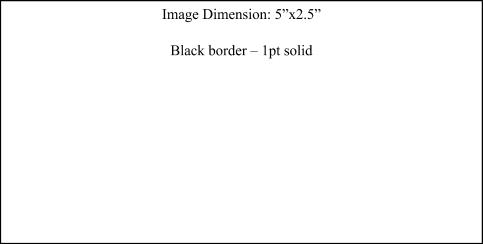 Image Dimension: 5”x2.5”
Black border – 1pt solid